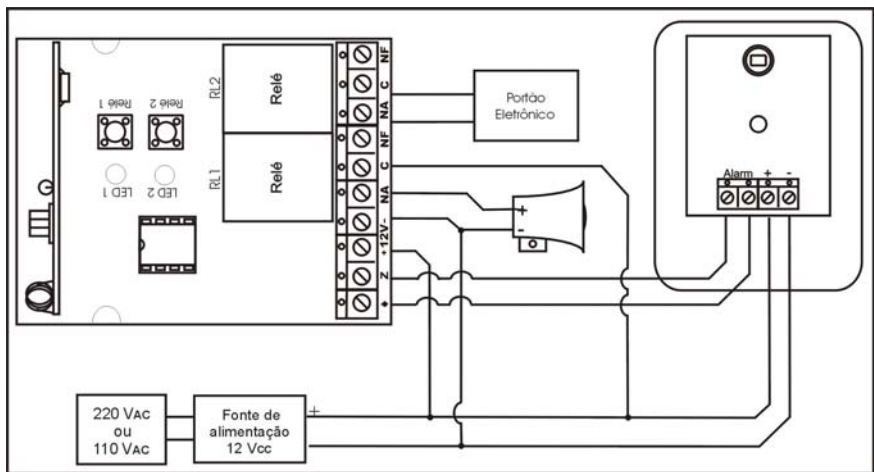 RL2
Relé
Relé 1
Relé 2
LED 1
LED 2
RL1
Relé
NF
C
NA
NF
C
NA
+12V-
Z
Portão
Eletrônico
+
-
Alarm + -
220 VAC
ou
110 VAC
Fonte de
alimentação
12 Vcc
+